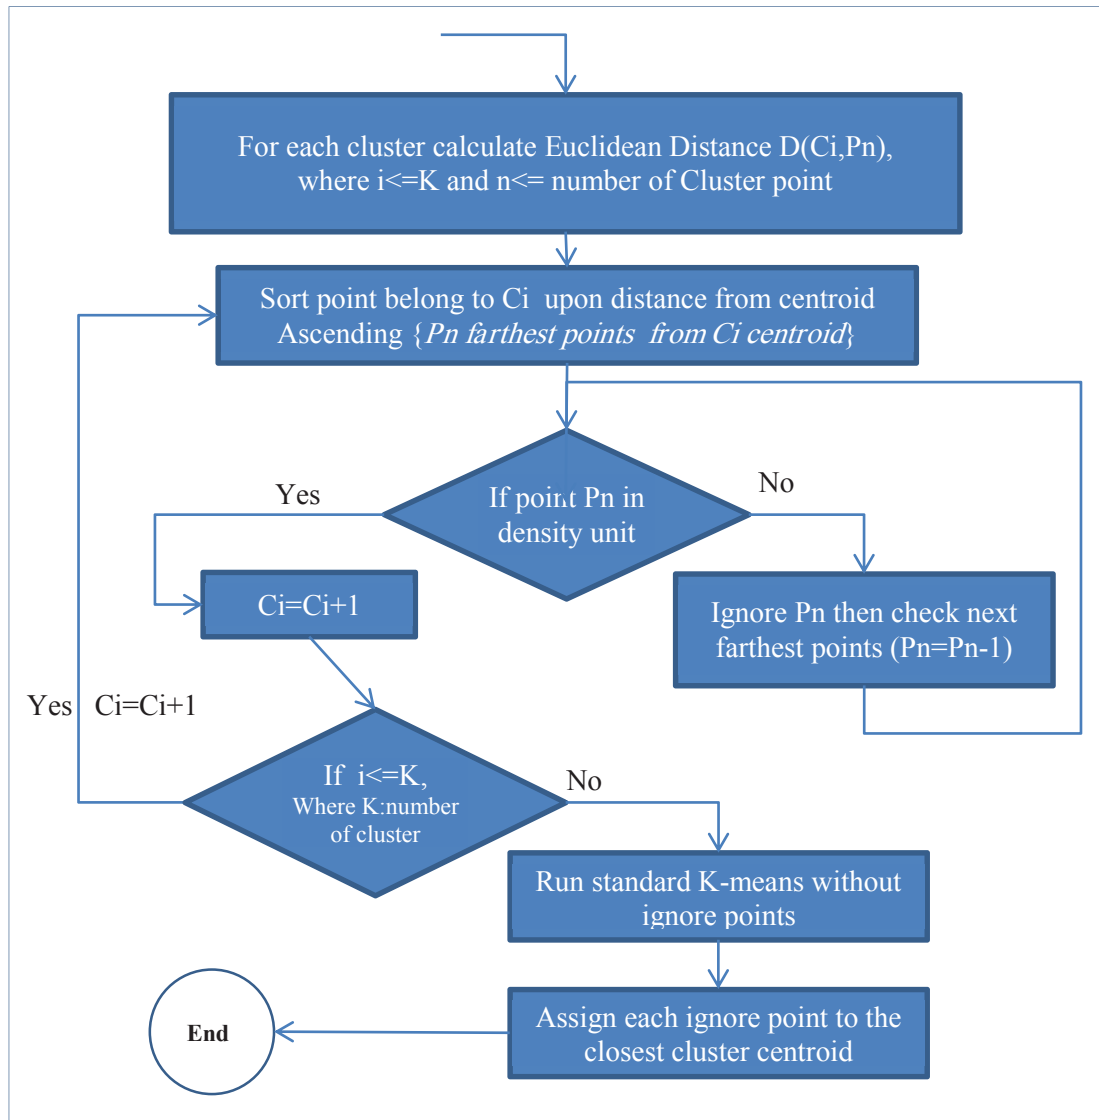 For each cluster calculate Euclidean Distance D(Ci,Pn),
where i<=K and n<= number of Cluster point
Sort point belong to Ci upon distance from centroid
Ascending {Pn farthest points from Ci centroid}
If point Pn in
density unit
Yes
No
Ci=Ci+1
Ignore Pn then check next
farthest points (Pn=Pn-1)
Yes
Ci=Ci+1
If i<=K,
Where K:number
of cluster
No
Run standard K-means without
ignore points
Assign each ignore point to the
closest cluster centroid
End